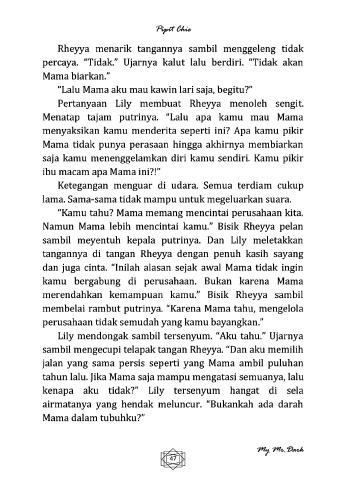 Pipit Chie
Rheyya menarik tangannya sambil menggeleng tidak
percaya. “Tidak.” Ujarnya kalut lalu berdiri. “Tidak akan
Mama biarkan.”
“Lalu Mama aku mau kawin lari saja, begitu?”
Pertanyaan Lily membuat Rheyya menoleh sengit.
Menatap tajam putrinya. “Lalu apa kamu mau Mama
menyaksikan kamu menderita seperti ini? Apa kamu pikir
Mama tidak punya perasaan hingga akhirnya membiarkan
saja kamu menenggelamkan diri kamu sendiri. Kamu pikir
ibu macam apa Mama ini?!”
Ketegangan menguar di udara. Semua terdiam cukup
lama. Sama-sama tidak mampu untuk megeluarkan suara.
“Kamu tahu? Mama memang mencintai perusahaan kita.
Namun Mama lebih mencintai kamu.” Bisik Rheyya pelan
sambil meyentuh kepala putrinya. Dan Lily meletakkan
tangannya di tangan Rheyya dengan penuh kasih sayang
dan juga cinta. “Inilah alasan sejak awal Mama tidak ingin
kamu bergabung di perusahaan. Bukan karena Mama
merendahkan kemampuan kamu.” Bisik Rheyya sambil
membelai rambut putrinya. “Karena Mama tahu, mengelola
perusahaan tidak semudah yang kamu bayangkan.”
Lily mendongak sambil tersenyum. “Aku tahu.” Ujarnya
sambil mengecupi telapak tangan Rheyya. “Dan aku memilih
jalan yang sama persis seperti yang Mama ambil puluhan
tahun lalu. Jika Mama saja mampu mengatasi semuanya, lalu
kenapa aku tidak?” Lily tersenyum hangat di sela
airmatanya yang hendak meluncur. “Bukankah ada darah
Mama dalam tubuhku?”
47
My Mr. Dark